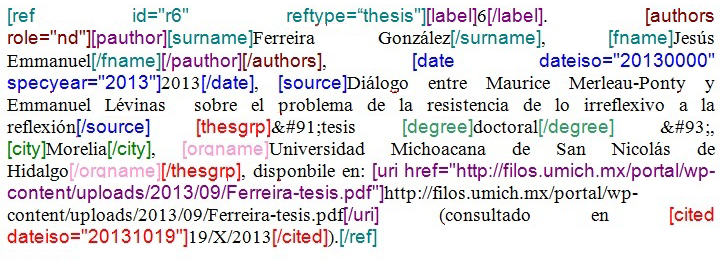 [ref id="r6" reftype=“thesis"][label]6[/label]. [authors
role="nd"][pauthor][surname]Ferreira González[/surname], [fname]Jesús
Emmanuel[/fname][/pauthor][/authors], [date dateiso="20130000"
specyear="2013"]2013[/date], [source]Diálogo entre Maurice Merleau-Ponty y
Emmanuel Lévinas sobre el problema de la resistencia de lo irreflexivo a la
reflexión[/source] [thesgrp]&#91;tesis [degree]doctoral[/degree] &#93;,
[city]Morelia[/city], [orgname]Universidad Michoacana de San Nicolás de
Hidalgo[/orgname][/thesgrp], disponbile en: [uri href="http://filos.umich.mx/portal/wp-
content/uploads/2013/09/Ferreira-tesis.pdf"]http://filos.umich.mx/portal/wp-
content/uploads/2013/09/Ferreira-tesis.pdf[/uri] (consultado en [cited
dateiso="20131019"]19/X/2013[/cited]).[/ref]